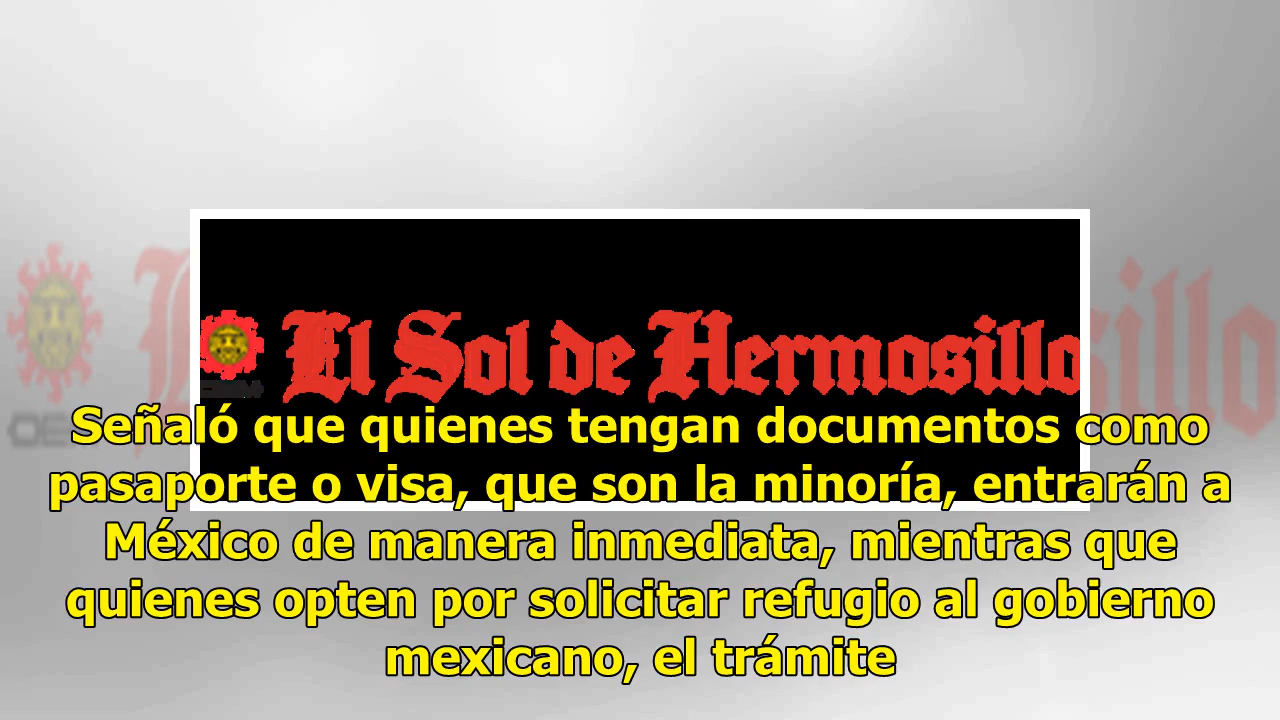 El Sol de Hermosillo
Señaló que quienes tengan documentos como
pasaporte o visa, que son la minoría, entrarán a
México de manera inmediata, mientras que
quienes opten por solicitar refugio al gobierno
mexicano, el trámite